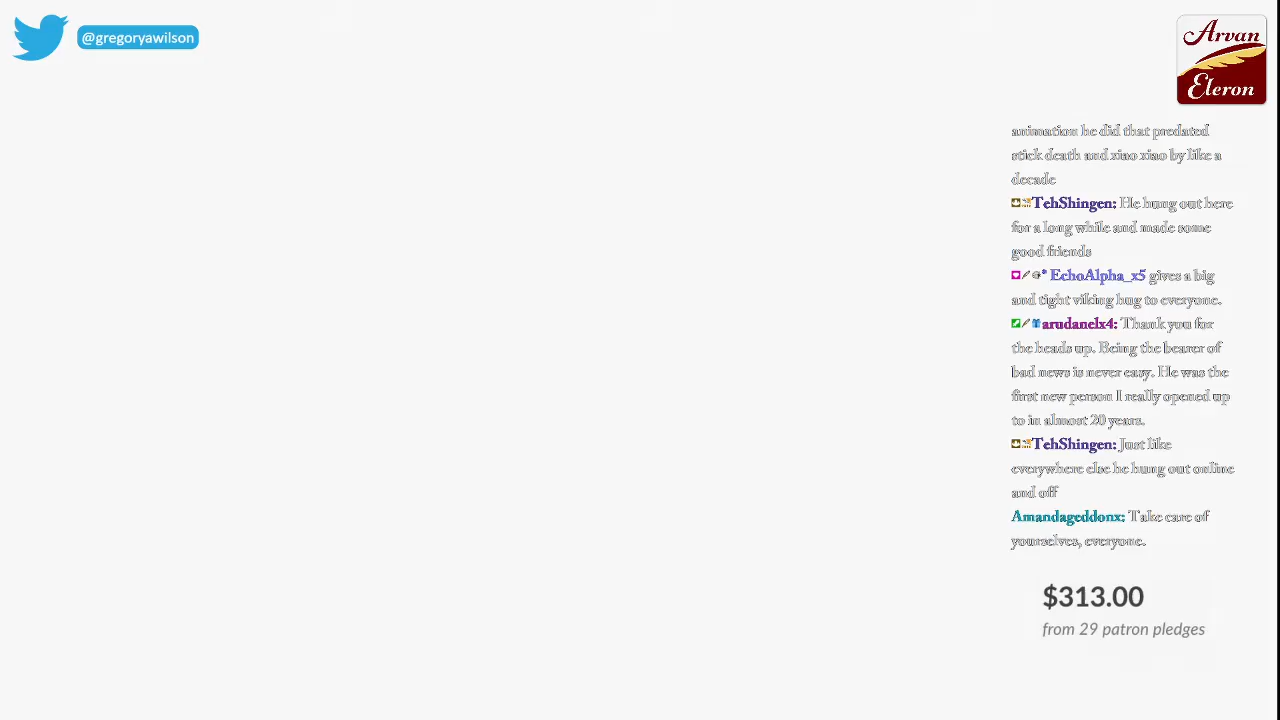 @gregoryawilson
Arvan
Eleron
animation he did that predated
stick death and xiao xiao by like a
decade
TehShingen: He hung out here
for a long while and made some
good friends
* EchoAlpha_x5 gives a big
and tight viking hug to everyone.
arudanelx4: Thank you for
the heads up. Being the bearer of
bad news is never easy. He was the
first new person I really opened up
to in almost 20 years.
TehShingen: Just like
everywhere else he hung out online
and off
Amandageddonx: Take care of
yourselves, everyone.
$313.00
from 29 patron pledges